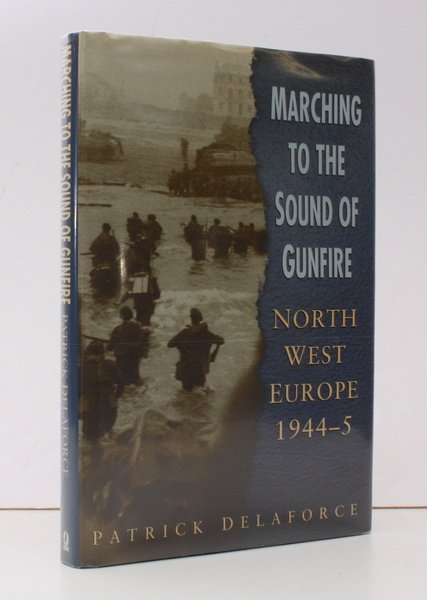 MARCHING TO THE SOUND OF GUNFIRE PATRICK DELAFORCE
MARCHING
TO THE
SOUND OF
GUNFIRE
NORTH
WEST
EUROPE
1944–5
PATRICK DELAFORCE